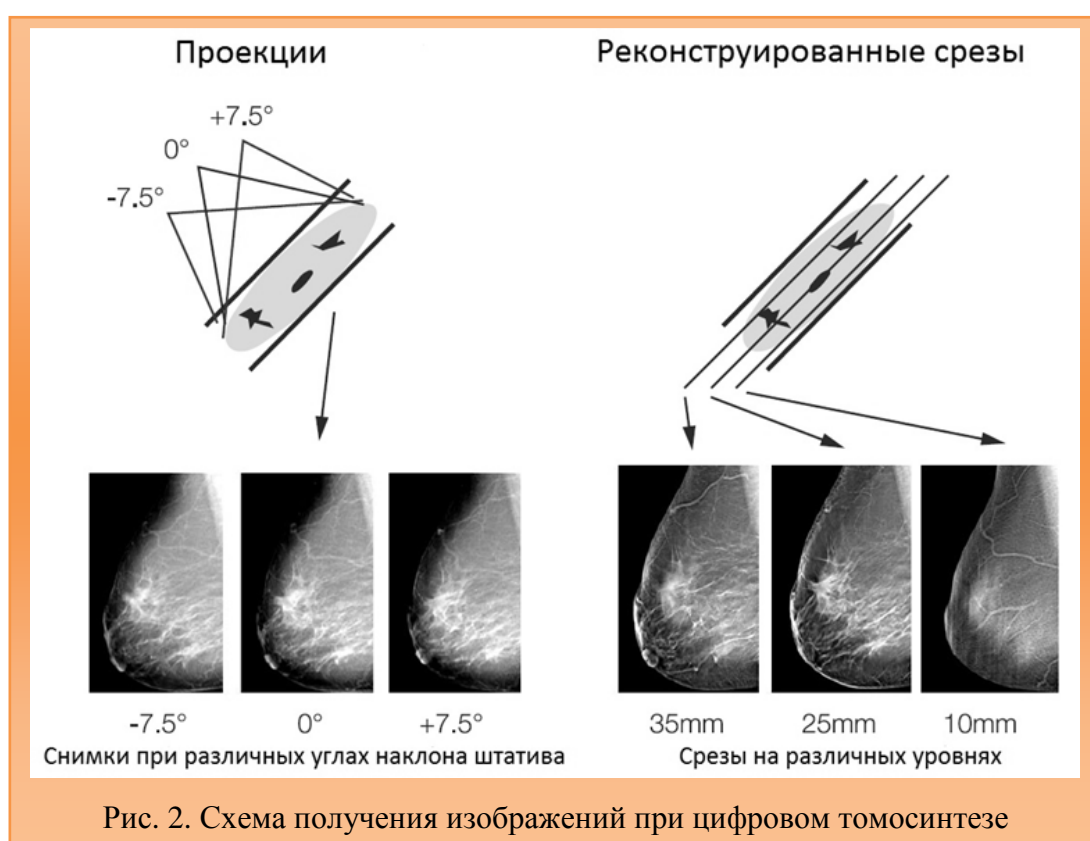 Проекции
Реконструированные срезы
+7.5°
0°
-7.5°
-7.5°
0°
+7.5°
Снимки при различных углах наклона штатива
35mm
25mm
10mm
Срезы на различных уровнях
Рис. 2. Схема получения изображений при цифровом томосинтезе